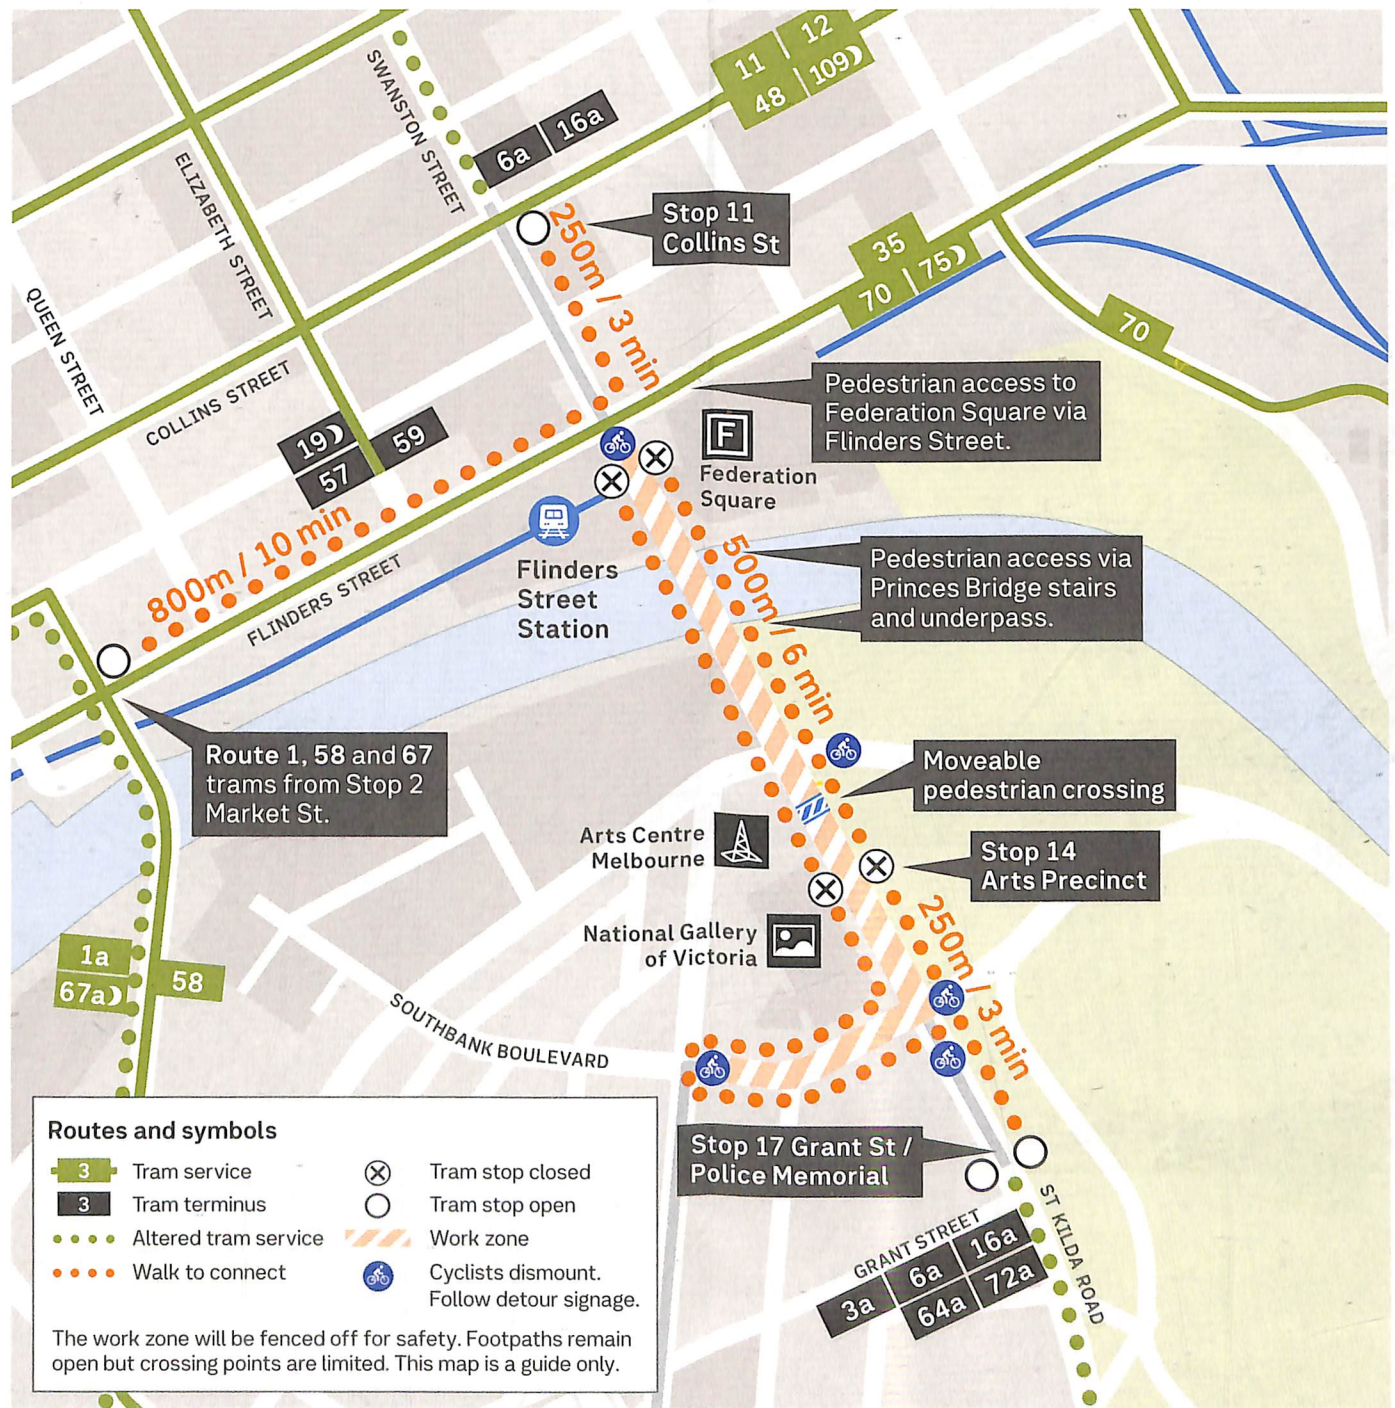 SWANSTON STREET
11 | 12
48 | 109
6a | 16a
ELIZABETH STREET
Stop 11
Collins St
250m / 3 min
35
70 | 75
70
QUEEN STREET
COLLINS STREET
Pedestrian access to
Federation Square via
Flinders Street.
19
57
59
F
Federation
Square
800m / 10 min
FLINDERS STREET
Flinders
Street
Station
500m / 6 min
Pedestrian access via
Princes Bridge stairs
and underpass.
Route 1, 58 and 67
trams from Stop 2
Market St.
Moveable
pedestrian crossing
Arts Centre
Melbourne
Stop 14
Arts Precinct
National Gallery
of Victoria
250m / 3 min
1a
67a
58
SOUTHBANK BOULEVARD
Stop 17 Grant St /
Police Memorial
GRANT STREET
ST KILDA ROAD
3a
6a
16a
64a
72a
Routes and symbols
3 Tram service
3 Tram terminus
Altered tram service
Walk to connect
Tram stop closed
Tram stop open
Work zone
Cyclists dismount.
Follow detour signage.
The work zone will be fenced off for safety. Footpaths remain
open but crossing points are limited. This map is a guide only.